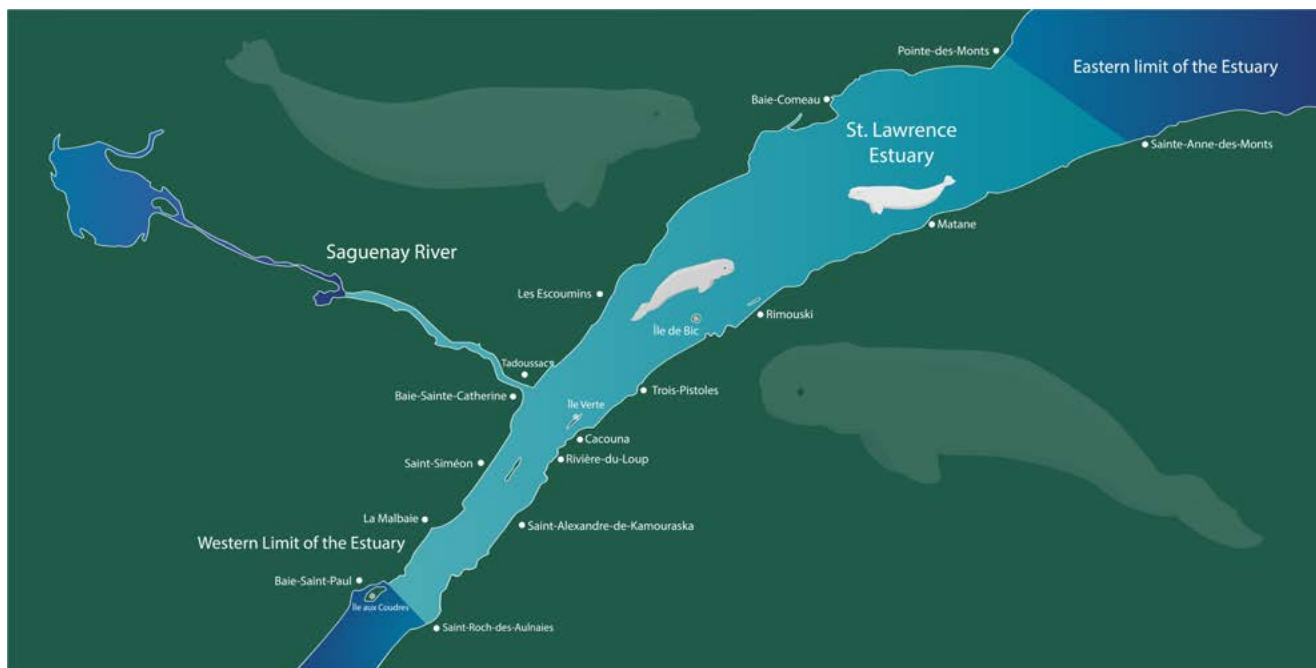 Pointe-des-Monts
Eastern limit of the Estuary
Baie-Comeau
St. Lawrence
Estuary
Sainte-Anne-des-Monts
Matane
Saguenay River
Les Escoumins
Rimouski
Île de Bic
Tadoussac
Baie-Sainte-Catherine
Trois-Pistoles
Île Verte
Cacouna
Saint-Siméon
Rivière-du-Loup
La Malbaie
Saint-Alexandre-de-Kamouraska
Western Limit of the Estuary
Baie-Saint-Paul
Île aux Coudres
Saint-Roch-des-Aulnaies